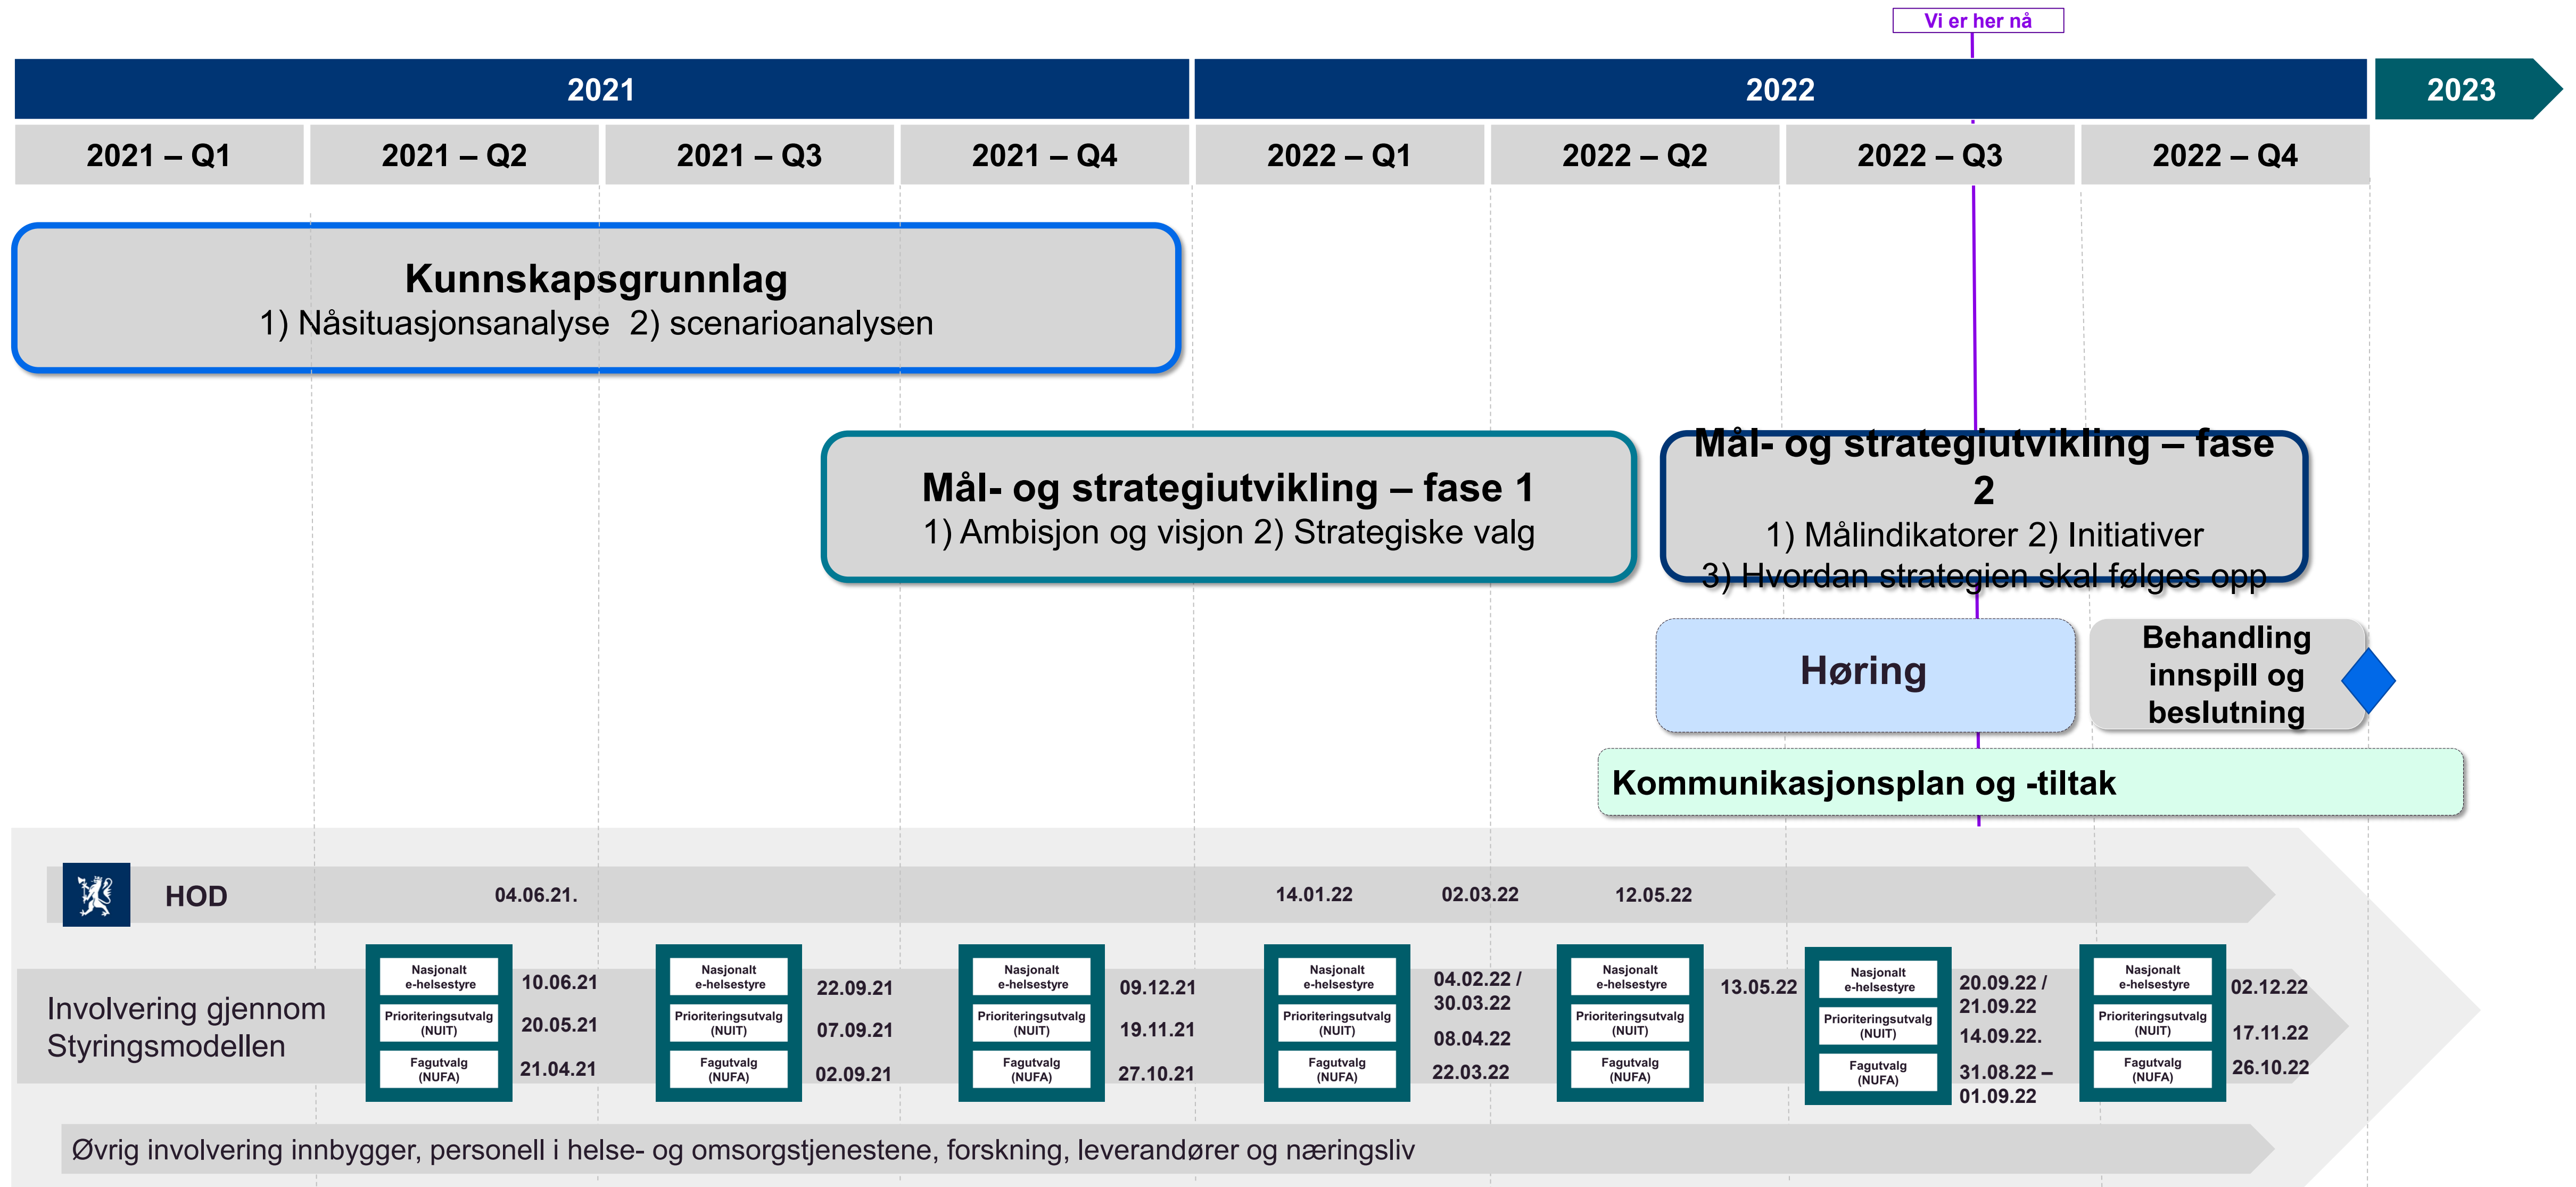 Vi er her nå
2021
2022
2023
2021 – Q1
2021 – Q2
2021 – Q3
2021 – Q4
2022 – Q1
2022 – Q2
2022 – Q3
2022 – Q4
Kunnskapsgrunnlag
1) Nåsituasjonsanalyse 2) scenarioanalysen
Mål- og strategiutvikling – fase 1
1) Ambisjon og visjon 2) Strategiske valg
Mål- og strategiutvikling – fase
2
1) Målindikatorer 2) Initiativer
3) Hvordan strategien skal følges opp
Høring
Behandling
innspill og
beslutning
Kommunikasjonsplan og -tiltak
HOD
04.06.21.
14.01.22
02.03.22
12.05.22
Involvering gjennom
Styringsmodellen
Nasjonalt
e-helsestyre
Prioriteringsutvalg
(NUIT)
Fagutvalg
(NUFA)
10.06.21
20.05.21
21.04.21
Nasjonalt
e-helsestyre
Prioriteringsutvalg
(NUIT)
Fagutvalg
(NUFA)
22.09.21
07.09.21
02.09.21
Nasjonalt
e-helsestyre
Prioriteringsutvalg
(NUIT)
Fagutvalg
(NUFA)
09.12.21
19.11.21
27.10.21
Nasjonalt
e-helsestyre
Prioriteringsutvalg
(NUIT)
Fagutvalg
(NUFA)
04.02.22 /
30.03.22
08.04.22
22.03.22
Nasjonalt
e-helsestyre
Prioriteringsutvalg
(NUIT)
Fagutvalg
(NUFA)
13.05.22
Nasjonalt
e-helsestyre
Prioriteringsutvalg
(NUIT)
Fagutvalg
(NUFA)
20.09.22 /
21.09.22
14.09.22.
31.08.22 –
01.09.22
Nasjonalt
e-helsestyre
Prioriteringsutvalg
(NUIT)
Fagutvalg
(NUFA)
02.12.22
17.11.22
26.10.22
Øvrig involvering innbygger, personell i helse- og omsorgstjenestene, forskning, leverandører og næringsliv